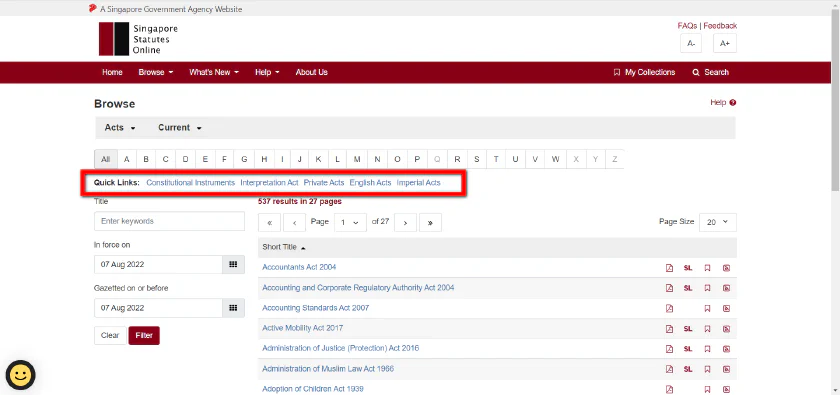 A Singapore Government Agency Website
Singapore
Statutes
Online
FAQs | Feedback
A- A+
Home Browse What's New Help About Us My Collections Search
Browse
Help
Acts Current
All A B C D E F G H I J K L M N O P Q R S T U V W X Y Z
Quick Links: Constitutional Instruments Interpretation Act Private Acts English Acts Imperial Acts
Title
Enter keywords
In force on
07 Aug 2022
Gazetted on or before
07 Aug 2022
Clear Filter
537 results in 27 pages
« ‹ Page 1 of 27 › » Page Size 20
Short Title
Accountants Act 2004 SL
Accounting and Corporate Regulatory Authority Act 2004 SL
Accounting Standards Act 2007
Active Mobility Act 2017 SL
Administration of Justice (Protection) Act 2016 SL
Administration of Muslim Law Act 1966 SL
Adoption of Children Act 1939